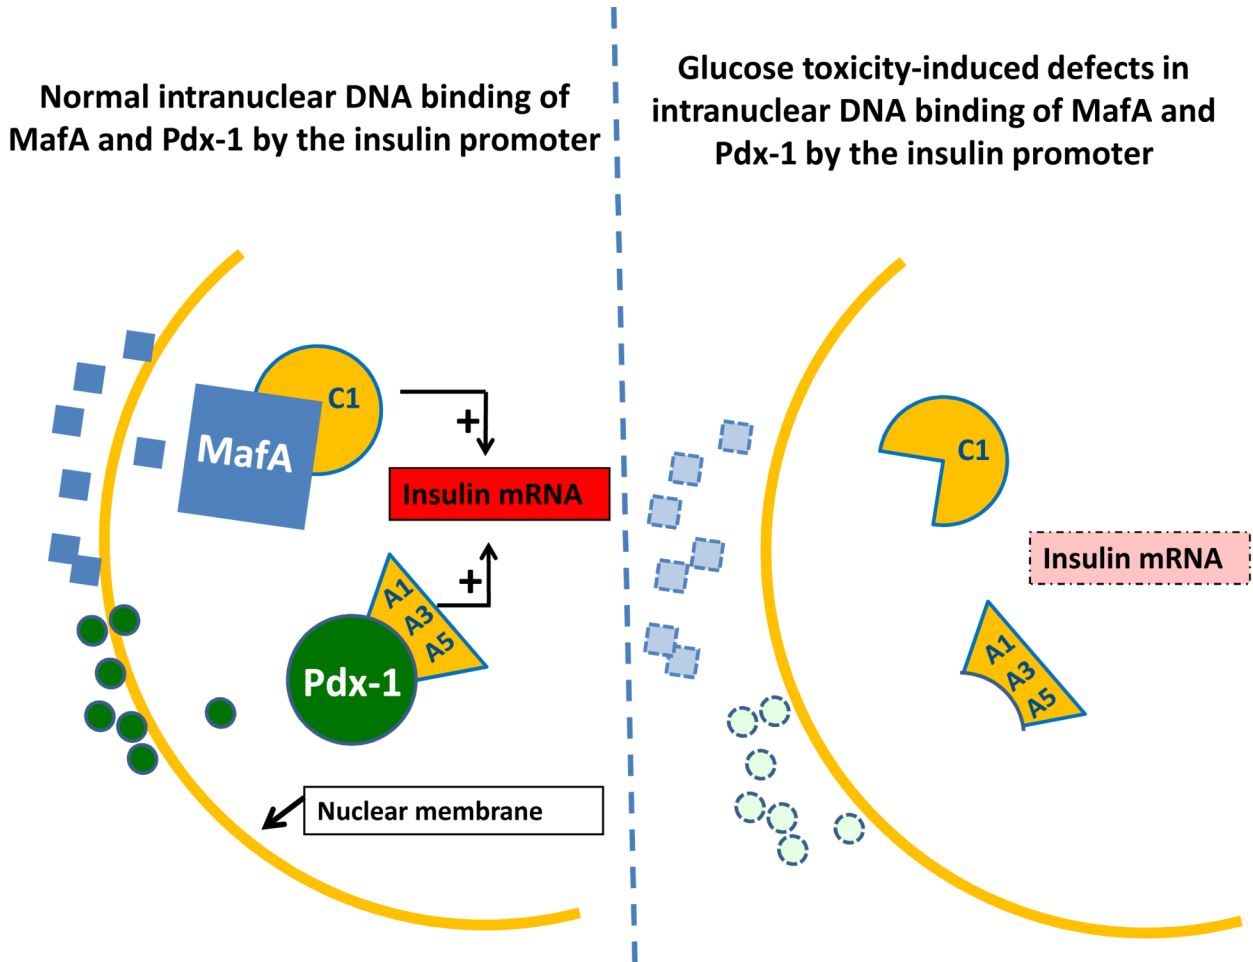 Normal intranuclear DNA binding of
MafA and Pdx-1 by the insulin promoter
Glucose toxicity-induced defects in
intranuclear DNA binding of MafA and
Pdx-1 by the insulin promoter
C1
MafA
+
Insulin mRNA
+
A1
A3
A5
Pdx-1
Nuclear membrane
C1
Insulin mRNA
A1
A3
A5